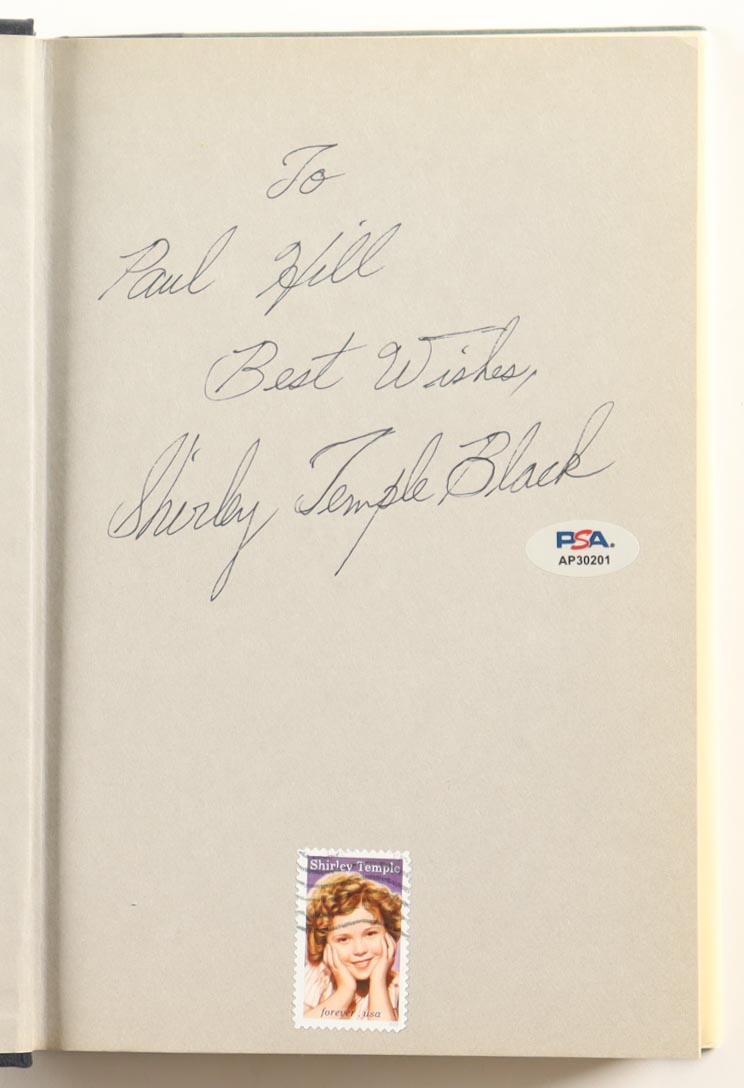 To
Paul Hill
Best Wishes,
Shirley Temple Black
PSA.
AP30201
Shirley Temple
forever usa